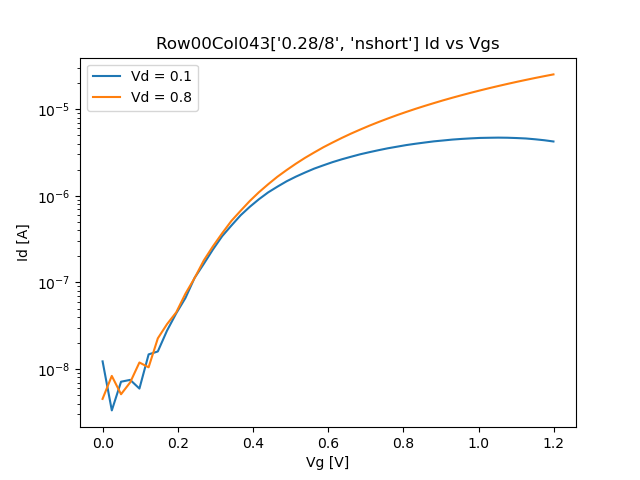 Row00Col043['0.28/8', 'nshort'] Id vs Vgs
Vd = 0.1
Vd = 0.8
10⁻⁵
10⁻⁶
10⁻⁷
10⁻⁸
Id [A]
0.0 0.2 0.4 0.6 0.8 1.0 1.2
Vg [V]